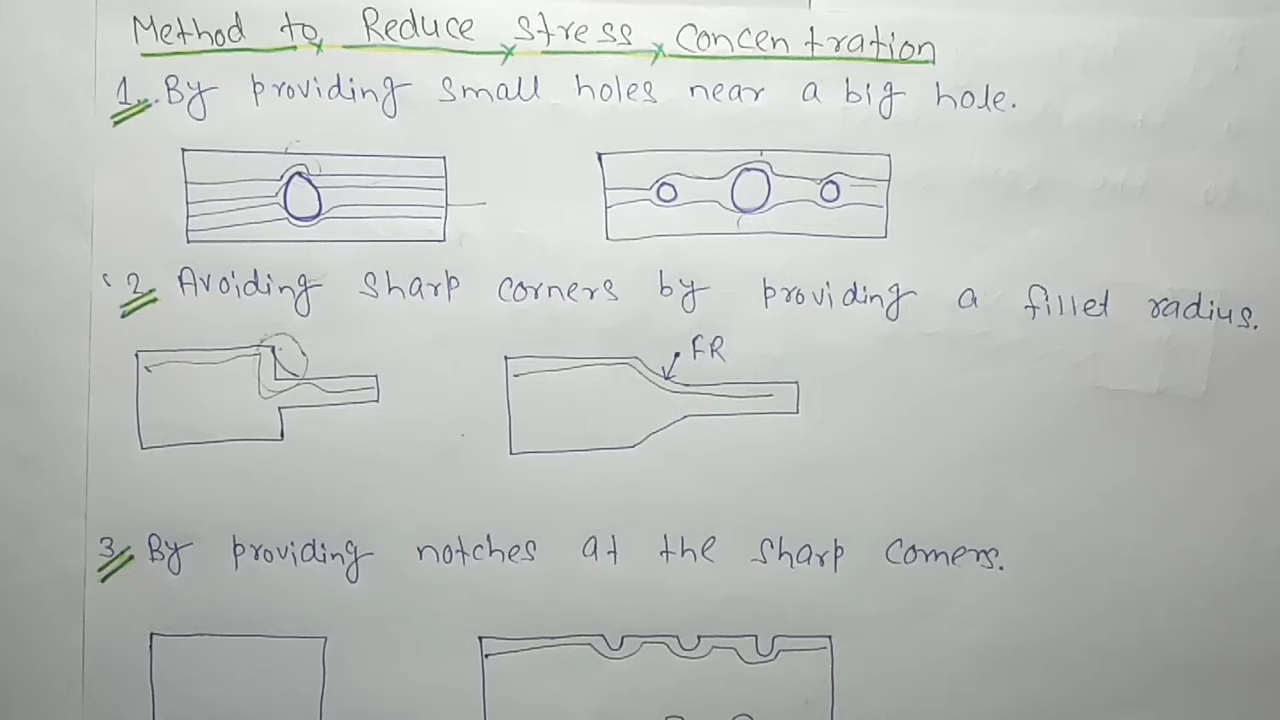 Method to Reduce Stress Concentration
1. By providing small holes near a big hole.
2 Avoiding sharp corners by providing a fillet radius.
FR
3 By providing notches at the sharp corners.